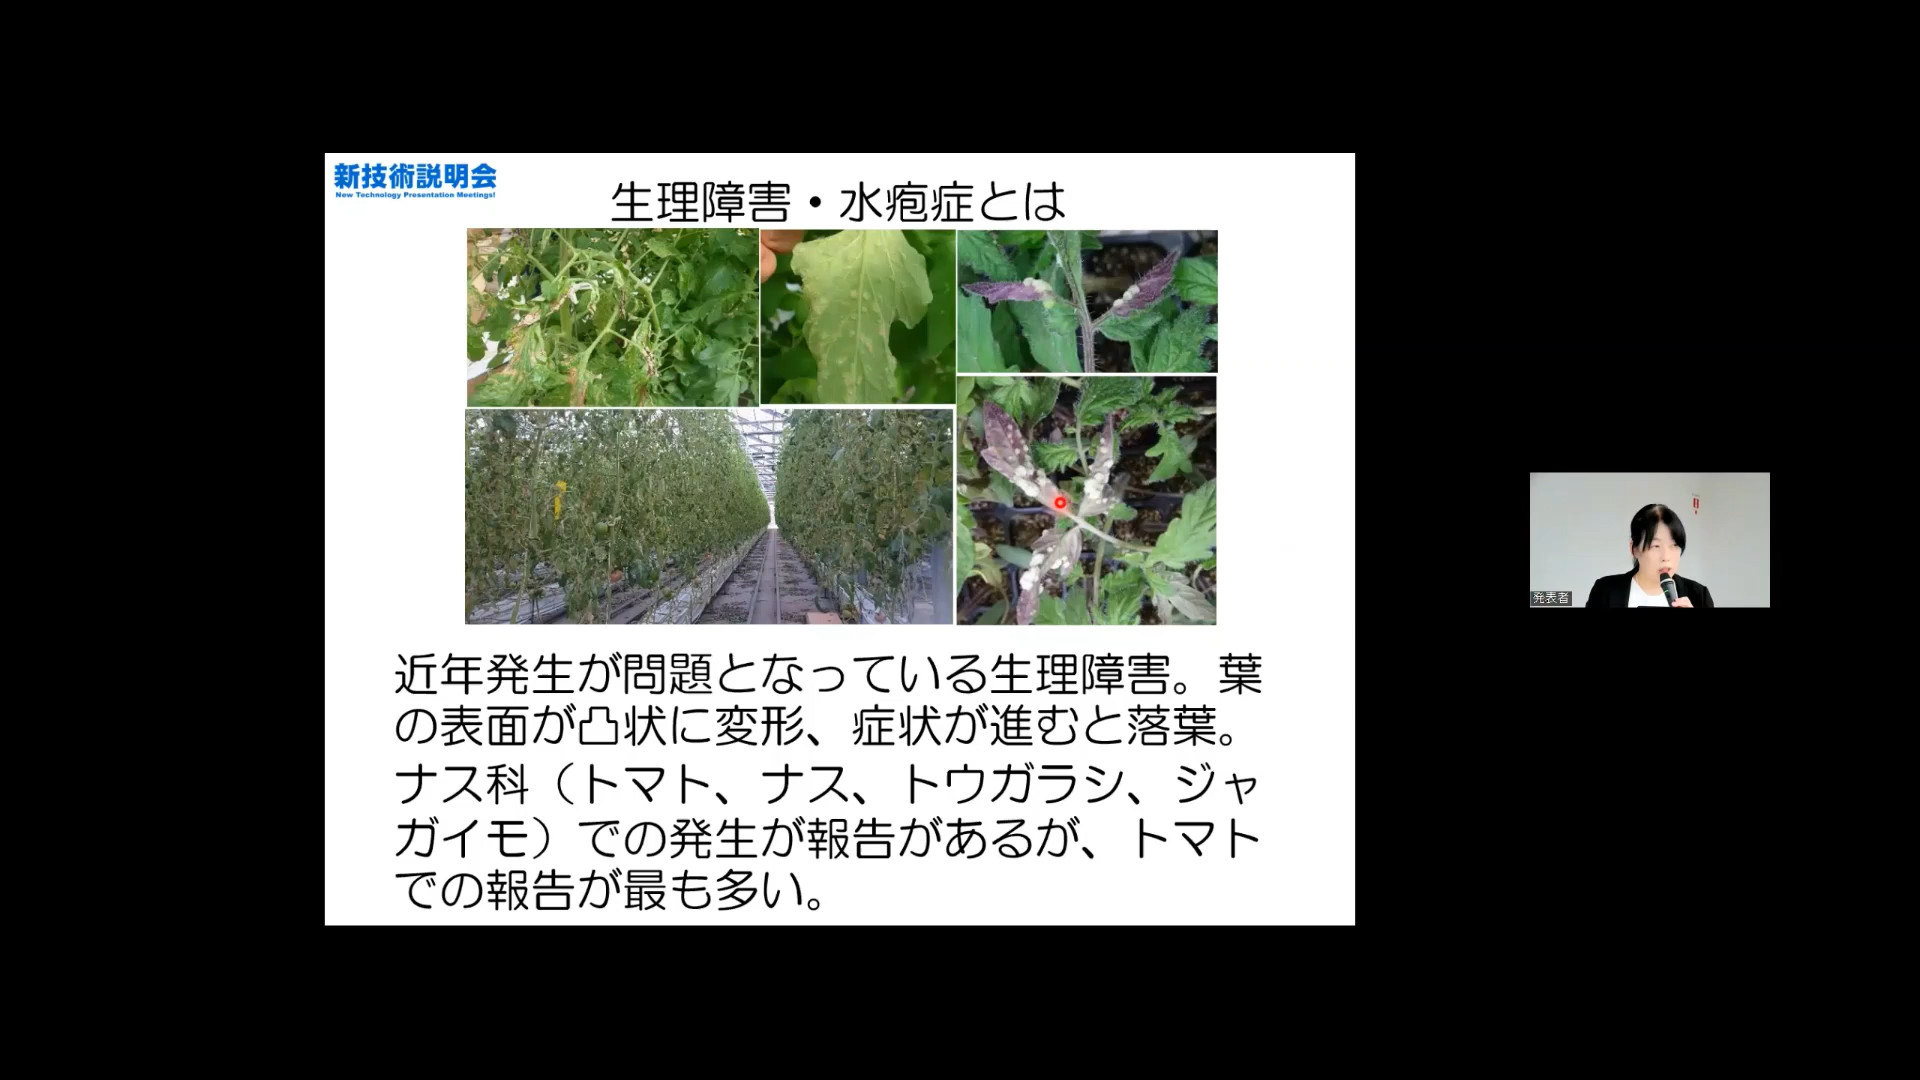 新技術説明会
New Technology Presentation Meetings!
生理障害・水疱症とは
近年発生が問題となっている生理障害。葉
の表面が凸状に変形、症状が進むと落葉。
ナス科（トマト、ナス、トウガラシ、ジャ
ガイモ）での発生が報告があるが、トマト
での報告が最も多い。
発表者